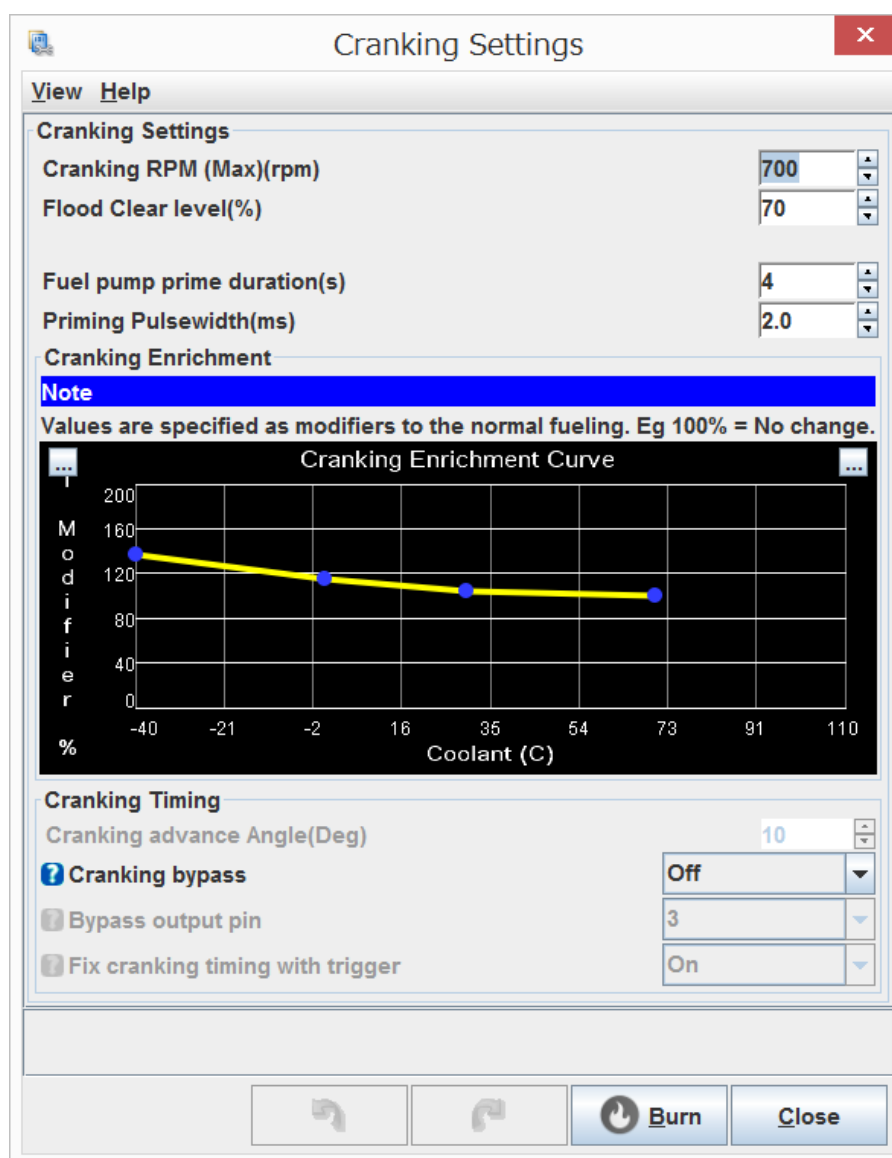 Cranking Settings
View Help
Cranking Settings
Cranking RPM (Max)(rpm) 700
Flood Clear level(%) 70
Fuel pump prime duration(s) 4
Priming Pulsewidth(ms) 2.0
Cranking Enrichment
Note
Values are specified as modifiers to the normal fueling. Eg 100% = No change.
... Cranking Enrichment Curve ...
Modifier %
200
160
120
80
40
0
-40 -21 -2 16 35 54 73 91 110
Coolant (C)
Cranking Timing
Cranking advance Angle(Deg) 10
? Cranking bypass Off
? Bypass output pin 3
? Fix cranking timing with trigger On
Burn Close